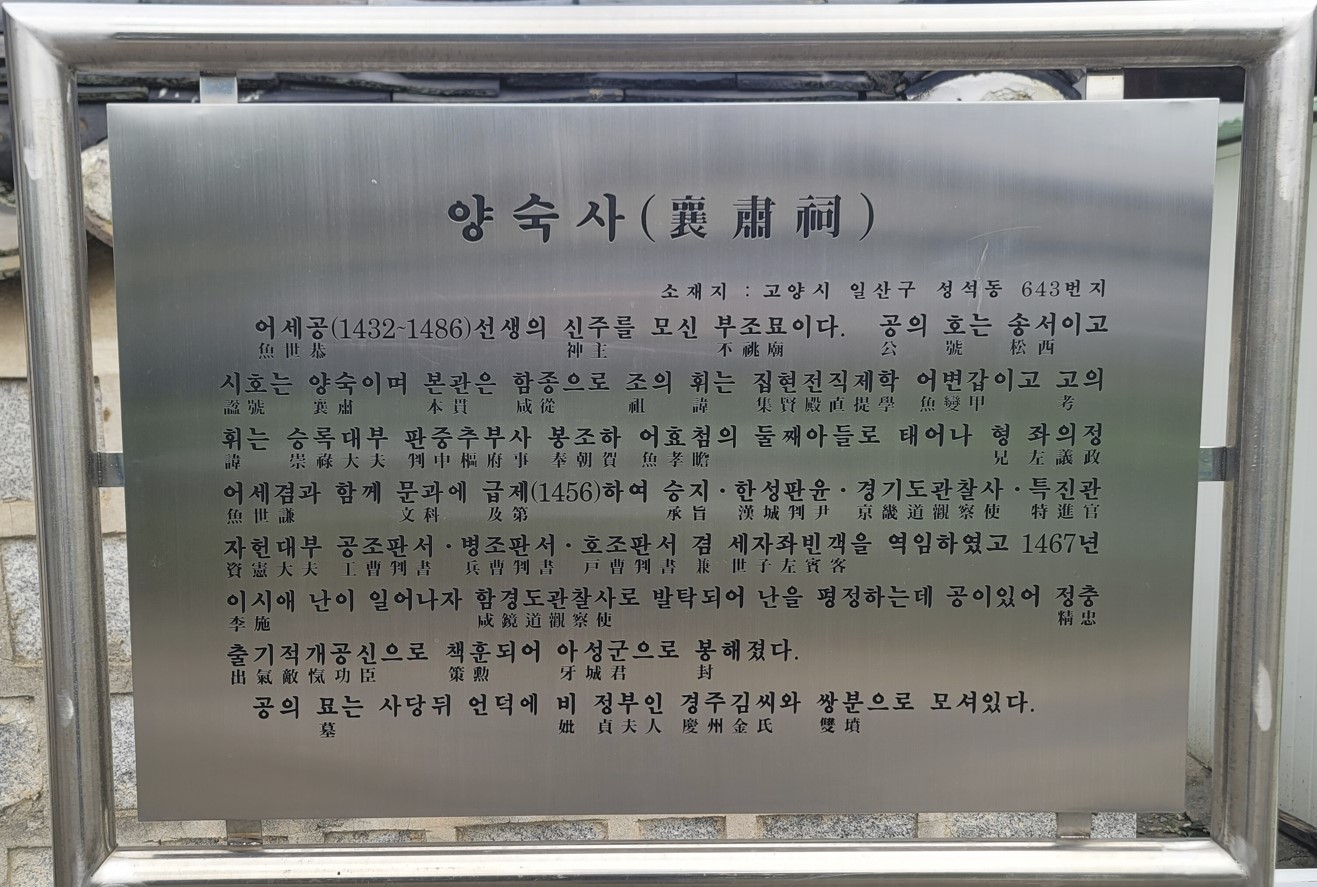 양숙사(襄肅祠)
소재지 : 고양시 일산구 성석동 643번지
어세공(1432~1486)선생의 신주를 모신 부조묘이다. 공의 호는 송서이고
魚世恭 神主 不祧廟 公 號 松西
시호는 양숙이며 본관은 함종으로 조의 휘는 집현전직제학 어변갑이고 고의
諡號 襄肅 本貫 咸從 祖 諱 集賢殿直提學 魚變甲 考
휘는 숭록대부 판중추부사 봉조하 어효첨의 둘째아들로 태어나 형 좌의정
諱 崇祿大夫 判中樞府事 奉朝賀 魚孝瞻 兄 左議政
어세겸과 함께 문과에 급제(1456)하여 승지·한성판윤·경기도관찰사·특진관
魚世謙 文科 及第 承旨 漢城判尹 京畿道觀察使 特進官
자헌대부 공조판서·병조판서·호조판서 겸 세자좌빈객을 역임하였고 1467년
資憲大夫 工曹判書 兵曹判書 戶曹判書 兼 世子左賓客
이시애 난이 일어나자 함경도관찰사로 발탁되어 난을 평정하는데 공이있어 정충
李施 咸鏡道觀察使 精忠
출기적개공신으로 책훈되어 아성군으로 봉해졌다.
出氣敵愾功臣 策勳 牙城君 封
공의 묘는 사당뒤 언덕에 비 정부인 경주김씨와 쌍분으로 모셔있다.
墓 妣 貞夫人 慶州金氏 雙墳